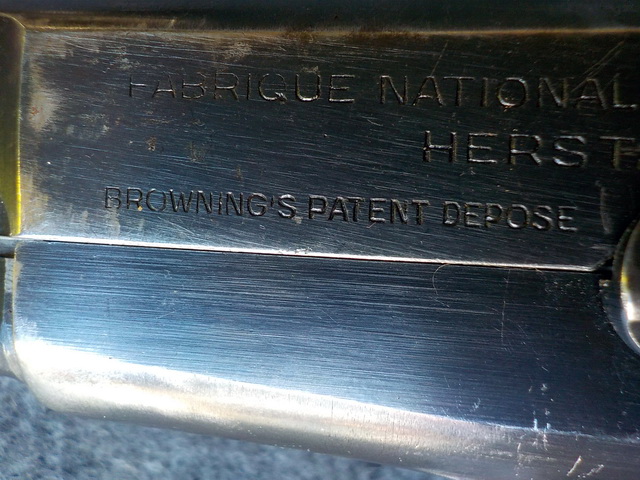 FABRIQUE NATIONAL
HERST
BROWNING'S PATENT DEPOSE